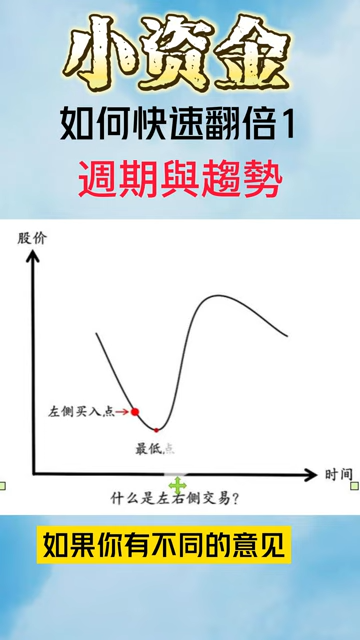 小资金
如何快速翻倍1
週期與趨勢
股价
左侧买入点
最低点
时间
什么是左右侧交易？
如果你有不同的意见